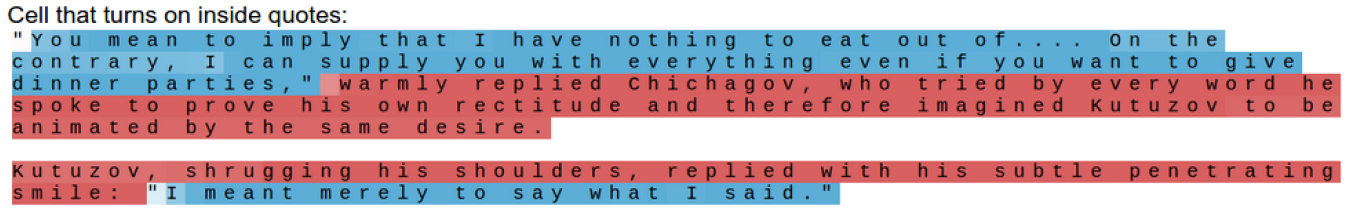 Cell that turns on inside quotes:
"You mean to imply that I have nothing to eat out of.... On the
contrary, I can supply you with everything even if you want to give
dinner parties," warmly replied Chichagov, who tried by every word he
spoke to prove his own rectitude and therefore imagined Kutuzov to be
animated by the same desire.
Kutuzov, shrugging his shoulders, replied with his subtle penetrating
smile: "I meant merely to say what I said."